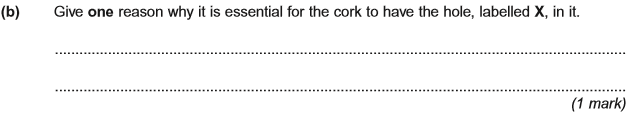 (b) Give one reason why it is essential for the cork to have the hole, labelled X, in it.
..........................................................................................................................................
..........................................................................................................................................
(1 mark)